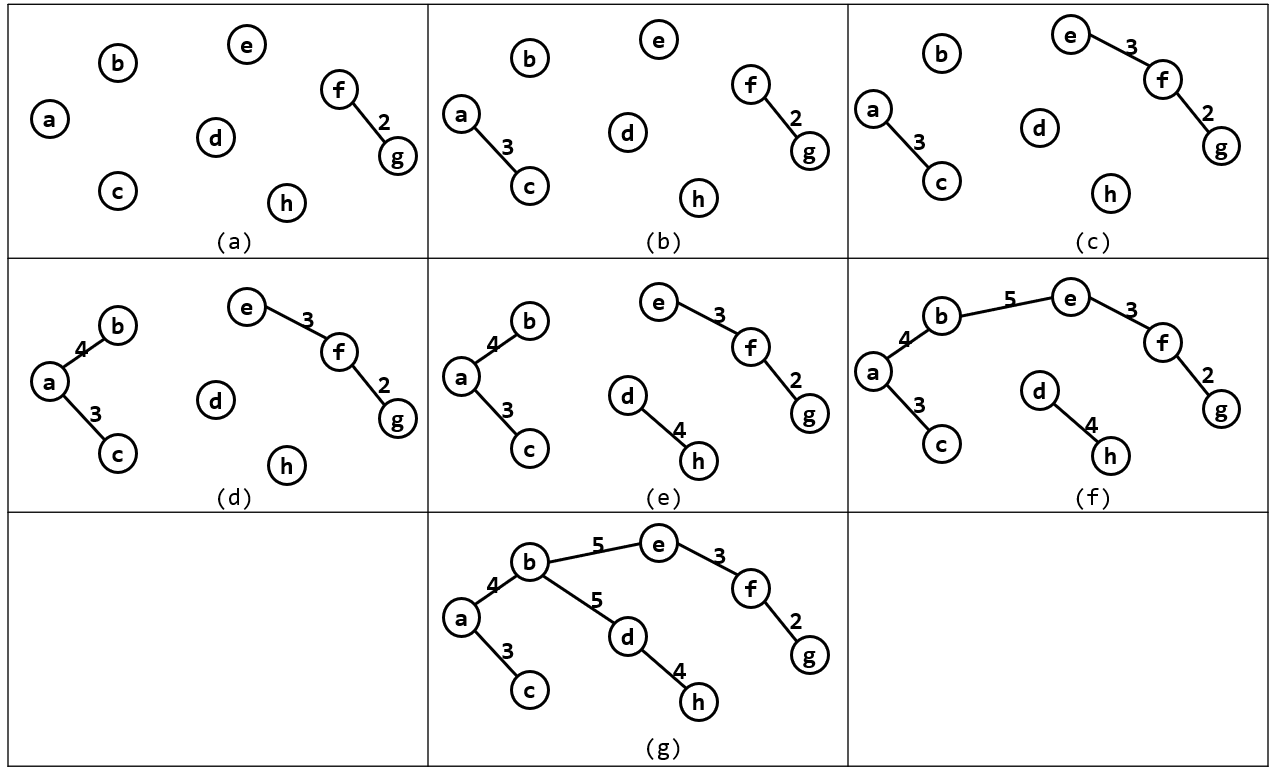 b e
a f 2
d g
c h
(a)
b e
a f
3 d 2 g
c h
(b)
b e 3 f
a 3 d 2 g
c h
(c)
b e 3
4 f
a d 2
3 g
c h
(d)
b e 3
4 f
a d 2
3 4 g
c h
(e)
b 5 e 3
4 f
a d 2
3 4 g
c h
(f)
b 5 e 3
4 5 f
a d 2
3 4 g
c h
(g)